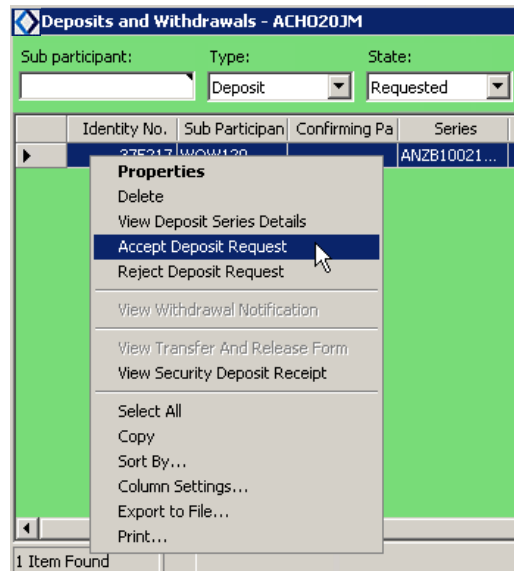 Deposits and Withdrawals - ACHO20JM
Sub participant: Type: State:
Deposit Requested
Identity No. Sub Participan Confirming Pa Series
375217 WOW120 ANZB10021...
Properties
Delete
View Deposit Series Details
Accept Deposit Request
Reject Deposit Request
View Withdrawal Notification
View Transfer And Release Form
View Security Deposit Receipt
Select All
Copy
Sort By...
Column Settings...
Export to File...
Print...
1 Item Found